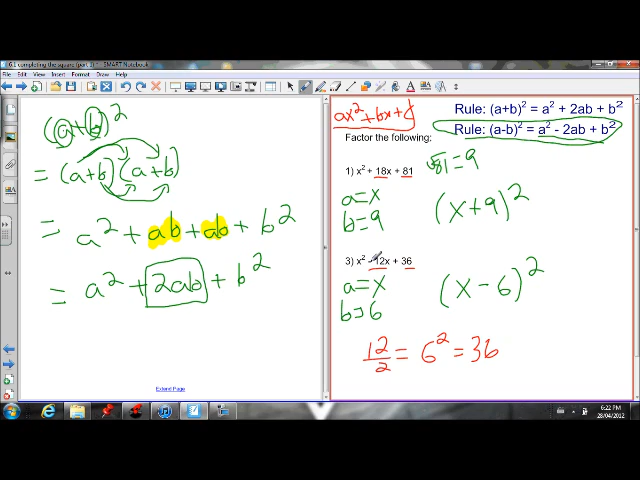 6.1 completing the square (part 1) * - SMART Notebook
File Edit View Insert Format Draw Help
(a+b)²
= (a+b)(a+b)
= a² + ab + ab + b²
= a² + 2ab + b²
Extend Page
ax² + bx + c
Rule: (a+b)² = a² + 2ab + b²
Rule: (a-b)² = a² - 2ab + b²
Factor the following:
1) x² + 18x + 81
√81 = 9
a = x
b = 9
(x+9)²
3) x² - 12x + 36
a = x
b = 6
(x - 6)²
12/2 = 6² = 36
6:22 PM
28/04/2012